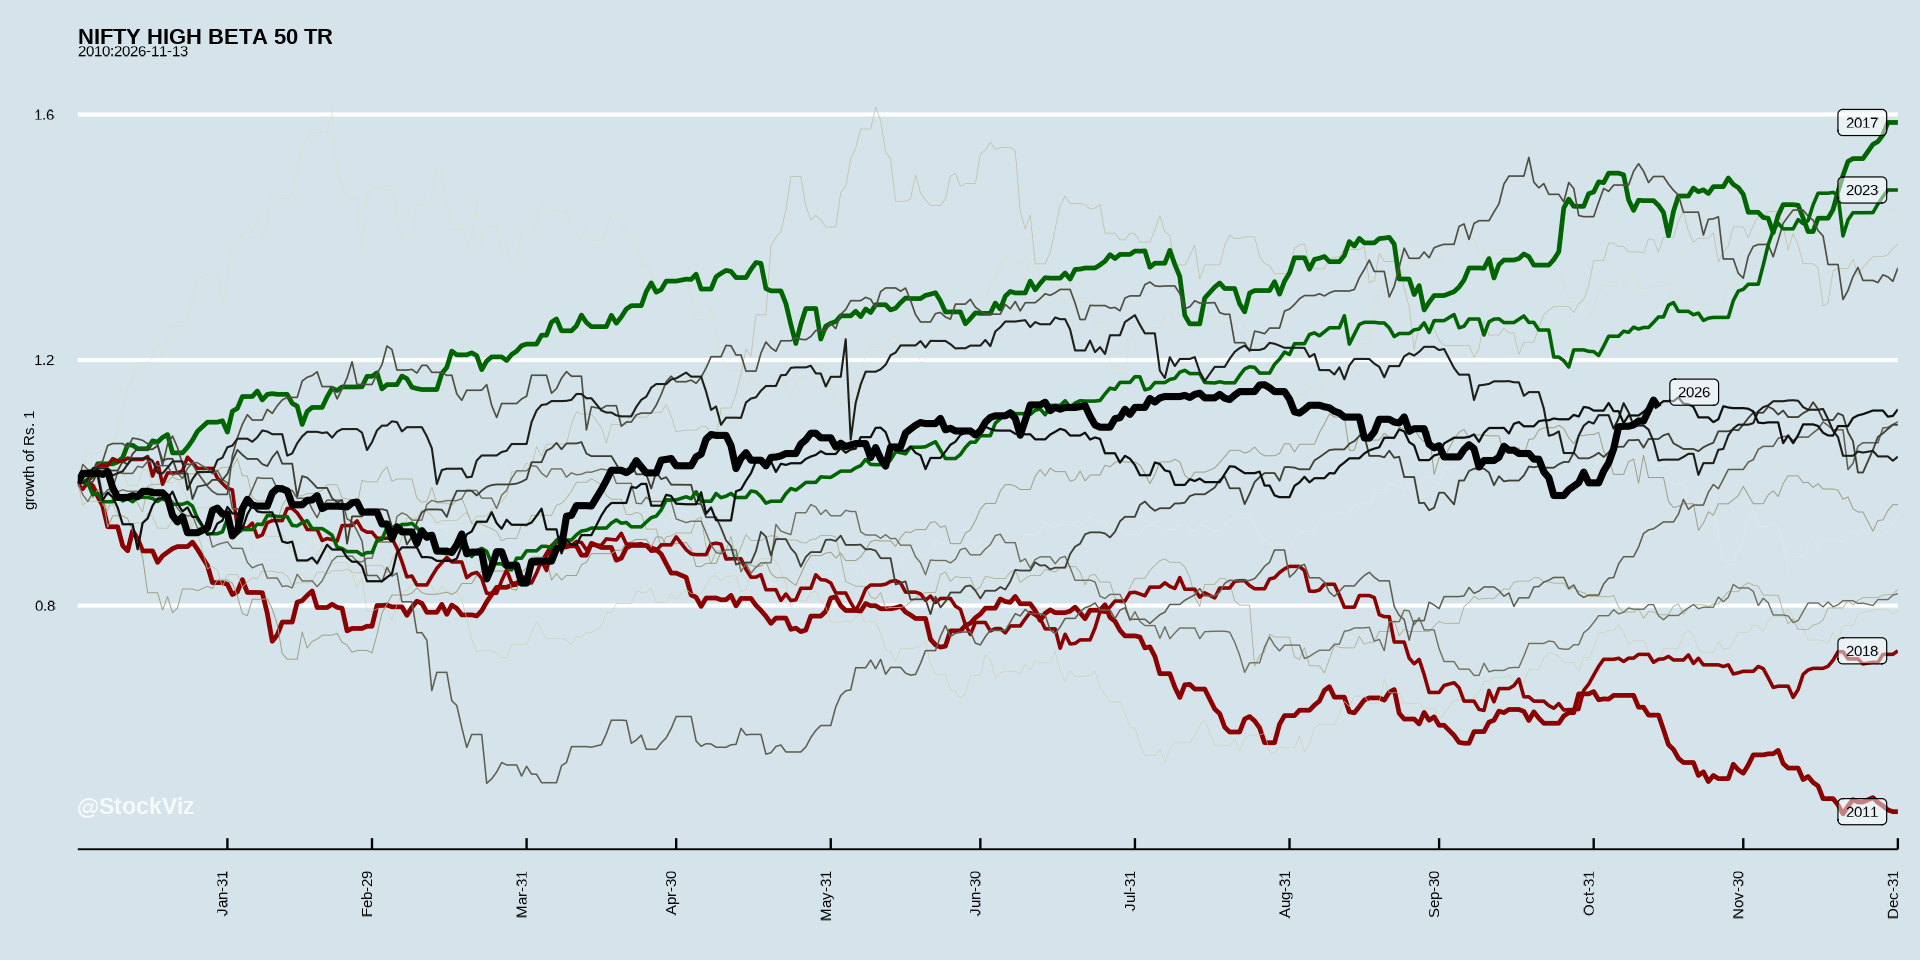 NIFTY HIGH BETA 50 TR
2010:2026-11-13
growth of Rs. 1
1.6
1.2
0.8
2017
2023
2026
2018
2011
@StockViz
Jan-31
Feb-29
Mar-31
Apr-30
May-31
Jun-30
Jul-31
Aug-31
Sep-30
Oct-31
Nov-30
Dec-31